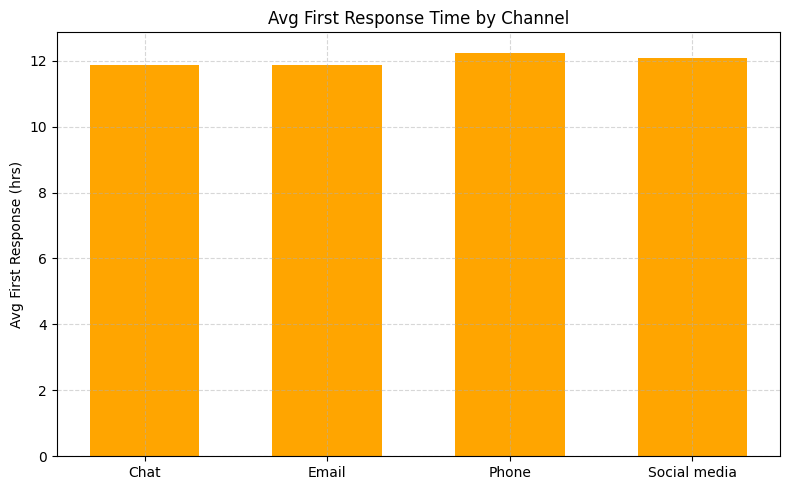 Avg First Response Time by Channel
Avg First Response (hrs)
12
10
8
6
4
2
0
Chat
Email
Phone
Social media